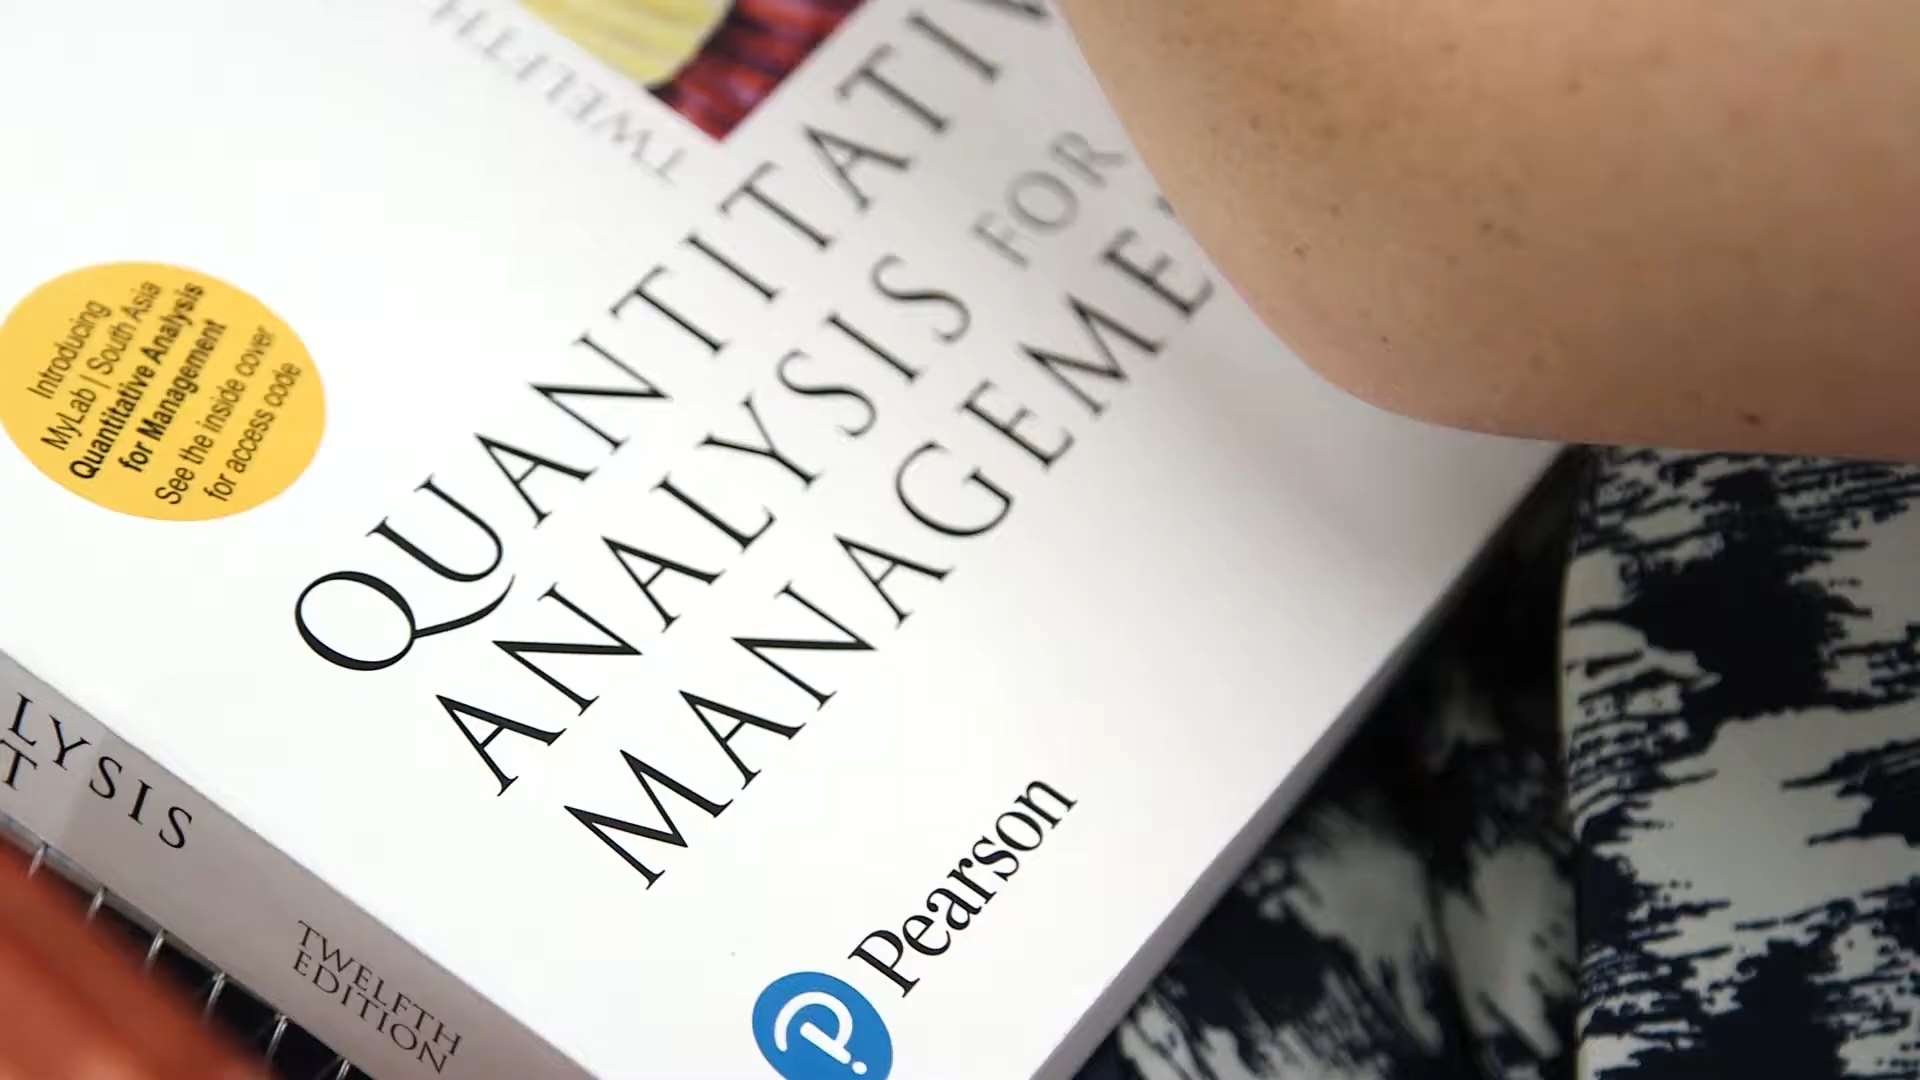 TWELFTH
QUANTITATIV
ANALYSIS FOR
MANAGEME
Introducing
MyLab | South Asia
Quantitative Analysis
for Management
See the inside cover
for access code
Pearson
LYSIS
T
TWELFTH
EDITION